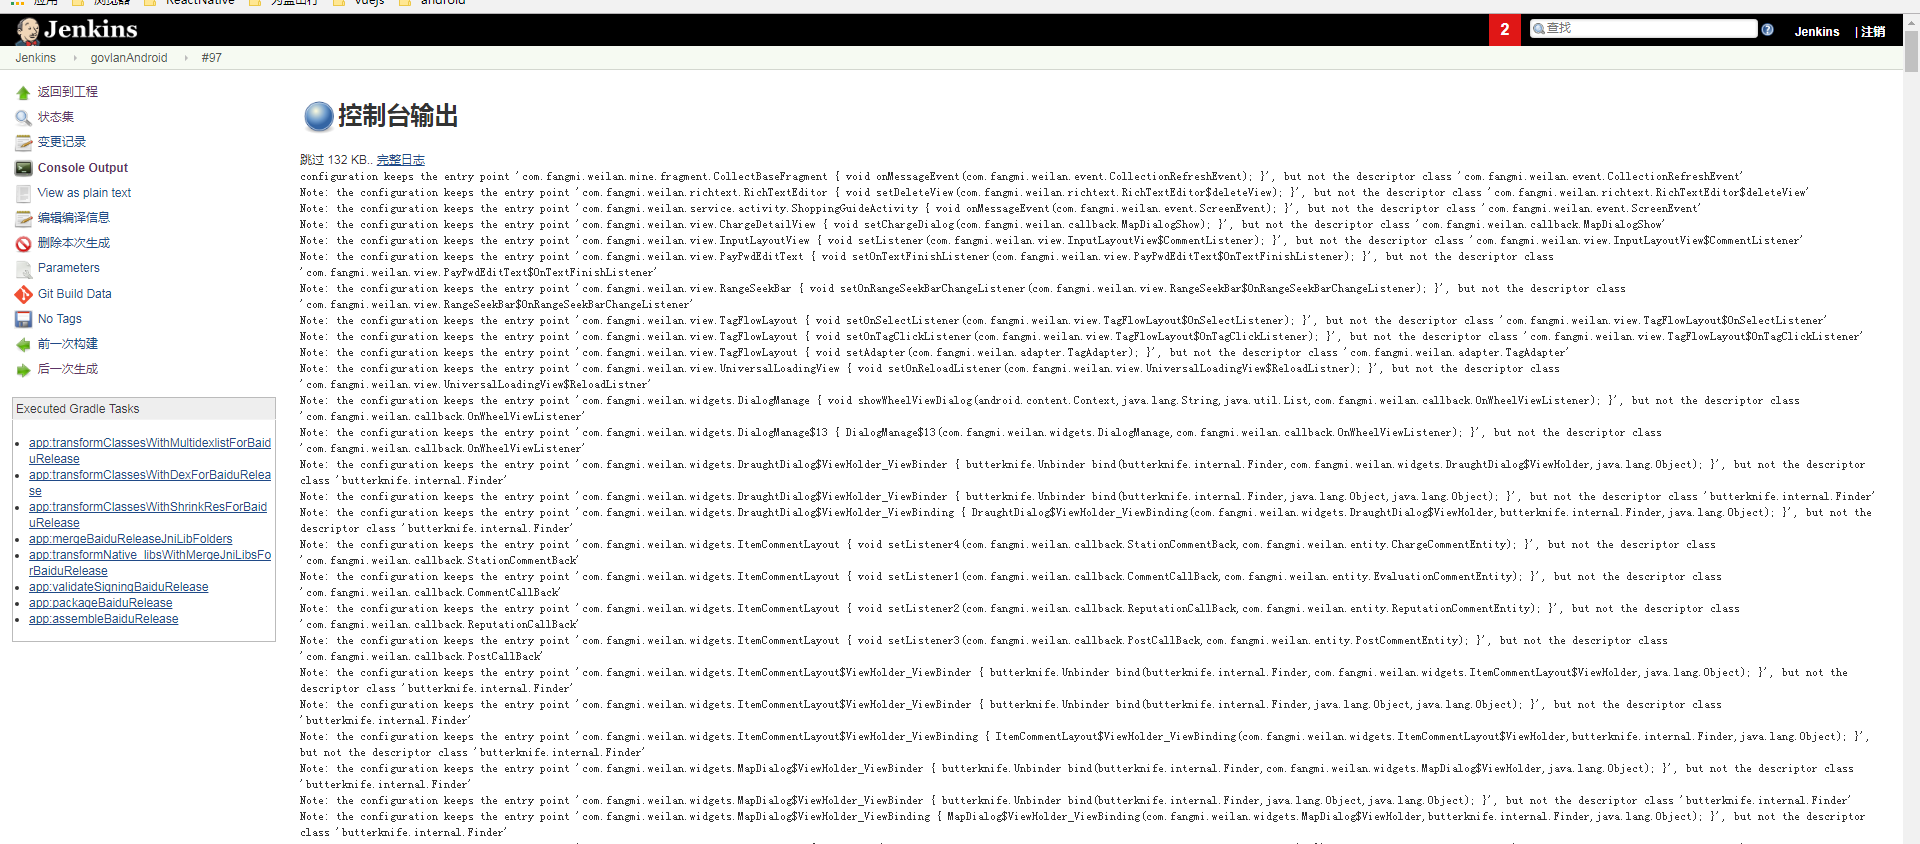 应用 浏览器 ReactNative 为蓝出行 vuejs android
Jenkins
2 查找 Jenkins | 注销
Jenkins govlanAndroid #97
返回到工程
状态集
变更记录
Console Output
View as plain text
编辑编译信息
删除本次生成
Parameters
Git Build Data
No Tags
前一次构建
后一次生成
Executed Gradle Tasks
app:transformClassesWithMultidexlistForBaid
uRelease
app:transformClassesWithDexForBaiduRelea
se
app:transformClassesWithShrinkResForBaid
uRelease
app:mergeBaiduReleaseJniLibFolders
app:transformNative_libsWithMergeJniLibsFo
rBaiduRelease
app:validateSigningBaiduRelease
app:packageBaiduRelease
app:assembleBaiduRelease
控制台输出
跳过 132 KB.. 完整日志
configuration keeps the entry point 'com.fangmi.weilan.mine.fragment.CollectBaseFragment { void onMessageEvent(com.fangmi.weilan.event.CollectionRefreshEvent); }', but not the descriptor class 'com.fangmi.weilan.event.CollectionRefreshEvent'
Note: the configuration keeps the entry point 'com.fangmi.weilan.richtext.RichTextEditor { void setDeleteView(com.fangmi.weilan.richtext.RichTextEditor$deleteView); }', but not the descriptor class 'com.fangmi.weilan.richtext.RichTextEditor$deleteView'
Note: the configuration keeps the entry point 'com.fangmi.weilan.service.activity.ShoppingGuideActivity { void onMessageEvent(com.fangmi.weilan.event.ScreenEvent); }', but not the descriptor class 'com.fangmi.weilan.event.ScreenEvent'
Note: the configuration keeps the entry point 'com.fangmi.weilan.view.ChargeDetailView { void setChargeDialog(com.fangmi.weilan.callback.MapDialogShow); }', but not the descriptor class 'com.fangmi.weilan.callback.MapDialogShow'
Note: the configuration keeps the entry point 'com.fangmi.weilan.view.InputLayoutView { void setListener(com.fangmi.weilan.view.InputLayoutView$CommentListener); }', but not the descriptor class 'com.fangmi.weilan.view.InputLayoutView$CommentListener'
Note: the configuration keeps the entry point 'com.fangmi.weilan.view.PayPwdEditText { void setOnTextFinishListener(com.fangmi.weilan.view.PayPwdEditText$OnTextFinishListener); }', but not the descriptor class
'com.fangmi.weilan.view.PayPwdEditText$OnTextFinishListener'
Note: the configuration keeps the entry point 'com.fangmi.weilan.view.RangeSeekBar { void setOnRangeSeekBarChangeListener(com.fangmi.weilan.view.RangeSeekBar$OnRangeSeekBarChangeListener); }', but not the descriptor class
'com.fangmi.weilan.view.RangeSeekBar$OnRangeSeekBarChangeListener'
Note: the configuration keeps the entry point 'com.fangmi.weilan.view.TagFlowLayout { void setOnSelectListener(com.fangmi.weilan.view.TagFlowLayout$OnSelectListener); }', but not the descriptor class 'com.fangmi.weilan.view.TagFlowLayout$OnSelectListener'
Note: the configuration keeps the entry point 'com.fangmi.weilan.view.TagFlowLayout { void setOnTagClickListener(com.fangmi.weilan.view.TagFlowLayout$OnTagClickListener); }', but not the descriptor class 'com.fangmi.weilan.view.TagFlowLayout$OnTagClickListener'
Note: the configuration keeps the entry point 'com.fangmi.weilan.view.TagFlowLayout { void setAdapter(com.fangmi.weilan.adapter.TagAdapter); }', but not the descriptor class 'com.fangmi.weilan.adapter.TagAdapter'
Note: the configuration keeps the entry point 'com.fangmi.weilan.view.UniversalLoadingView { void setOnReloadListener(com.fangmi.weilan.view.UniversalLoadingView$ReloadListner); }', but not the descriptor class
'com.fangmi.weilan.view.UniversalLoadingView$ReloadListner'
Note: the configuration keeps the entry point 'com.fangmi.weilan.widgets.DialogManage { void showWheelViewDialog(android.content.Context,java.lang.String,java.util.List,com.fangmi.weilan.callback.OnWheelViewListener); }', but not the descriptor class
'com.fangmi.weilan.callback.OnWheelViewListener'
Note: the configuration keeps the entry point 'com.fangmi.weilan.widgets.DialogManage$13 { DialogManage$13(com.fangmi.weilan.widgets.DialogManage,com.fangmi.weilan.callback.OnWheelViewListener); }', but not the descriptor class
'com.fangmi.weilan.callback.OnWheelViewListener'
Note: the configuration keeps the entry point 'com.fangmi.weilan.widgets.DraughtDialog$ViewHolder_ViewBinder { butterknife.Unbinder bind(butterknife.internal.Finder,com.fangmi.weilan.widgets.DraughtDialog$ViewHolder,java.lang.Object); }', but not the descriptor
class 'butterknife.internal.Finder'
Note: the configuration keeps the entry point 'com.fangmi.weilan.widgets.DraughtDialog$ViewHolder_ViewBinder { butterknife.Unbinder bind(butterknife.internal.Finder,java.lang.Object,java.lang.Object); }', but not the descriptor class 'butterknife.internal.Finder'
Note: the configuration keeps the entry point 'com.fangmi.weilan.widgets.DraughtDialog$ViewHolder_ViewBinding { DraughtDialog$ViewHolder_ViewBinding(com.fangmi.weilan.widgets.DraughtDialog$ViewHolder,butterknife.internal.Finder,java.lang.Object); }', but not the
descriptor class 'butterknife.internal.Finder'
Note: the configuration keeps the entry point 'com.fangmi.weilan.widgets.ItemCommentLayout { void setListener4(com.fangmi.weilan.callback.StationCommentBack,com.fangmi.weilan.entity.ChargeCommentEntity); }', but not the descriptor class
'com.fangmi.weilan.callback.StationCommentBack'
Note: the configuration keeps the entry point 'com.fangmi.weilan.widgets.ItemCommentLayout { void setListener1(com.fangmi.weilan.callback.CommentCallBack,com.fangmi.weilan.entity.EvaluationCommentEntity); }', but not the descriptor class
'com.fangmi.weilan.callback.CommentCallBack'
Note: the configuration keeps the entry point 'com.fangmi.weilan.widgets.ItemCommentLayout { void setListener2(com.fangmi.weilan.callback.ReputationCallBack,com.fangmi.weilan.entity.ReputationCommentEntity); }', but not the descriptor class
'com.fangmi.weilan.callback.ReputationCallBack'
Note: the configuration keeps the entry point 'com.fangmi.weilan.widgets.ItemCommentLayout { void setListener3(com.fangmi.weilan.callback.PostCallBack,com.fangmi.weilan.entity.PostCommentEntity); }', but not the descriptor class
'com.fangmi.weilan.callback.PostCallBack'
Note: the configuration keeps the entry point 'com.fangmi.weilan.widgets.ItemCommentLayout$ViewHolder_ViewBinder { butterknife.Unbinder bind(butterknife.internal.Finder,com.fangmi.weilan.widgets.ItemCommentLayout$ViewHolder,java.lang.Object); }', but not the
descriptor class 'butterknife.internal.Finder'
Note: the configuration keeps the entry point 'com.fangmi.weilan.widgets.ItemCommentLayout$ViewHolder_ViewBinder { butterknife.Unbinder bind(butterknife.internal.Finder,java.lang.Object,java.lang.Object); }', but not the descriptor class
'butterknife.internal.Finder'
Note: the configuration keeps the entry point 'com.fangmi.weilan.widgets.ItemCommentLayout$ViewHolder_ViewBinding { ItemCommentLayout$ViewHolder_ViewBinding(com.fangmi.weilan.widgets.ItemCommentLayout$ViewHolder,butterknife.internal.Finder,java.lang.Object); }',
but not the descriptor class 'butterknife.internal.Finder'
Note: the configuration keeps the entry point 'com.fangmi.weilan.widgets.MapDialog$ViewHolder_ViewBinder { butterknife.Unbinder bind(butterknife.internal.Finder,com.fangmi.weilan.widgets.MapDialog$ViewHolder,java.lang.Object); }', but not the descriptor class
'butterknife.internal.Finder'
Note: the configuration keeps the entry point 'com.fangmi.weilan.widgets.MapDialog$ViewHolder_ViewBinder { butterknife.Unbinder bind(butterknife.internal.Finder,java.lang.Object,java.lang.Object); }', but not the descriptor class 'butterknife.internal.Finder'
Note: the configuration keeps the entry point 'com.fangmi.weilan.widgets.MapDialog$ViewHolder_ViewBinding { MapDialog$ViewHolder_ViewBinding(com.fangmi.weilan.widgets.MapDialog$ViewHolder,butterknife.internal.Finder,java.lang.Object); }', but not the descriptor
class 'butterknife.internal.Finder'